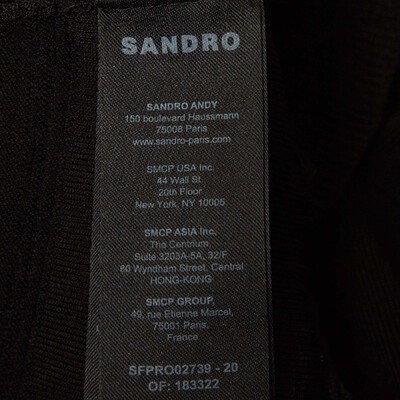 SANDRO
SANDRO ANDY
150 boulevard Haussmann
75008 Paris
www.sandro-paris.com
SMCP USA Inc.
44 Wall St.
20th Floor
New York, NY 10005
SMCP ASIA Inc.
The Centrium,
Suite 3203A-5A, 32/F
60 Wyndham Street, Central
HONG-KONG
SMCP GROUP,
49, rue Etienne Marcel,
75001 Paris,
France
SFPRO02739 - 20
OF: 183322